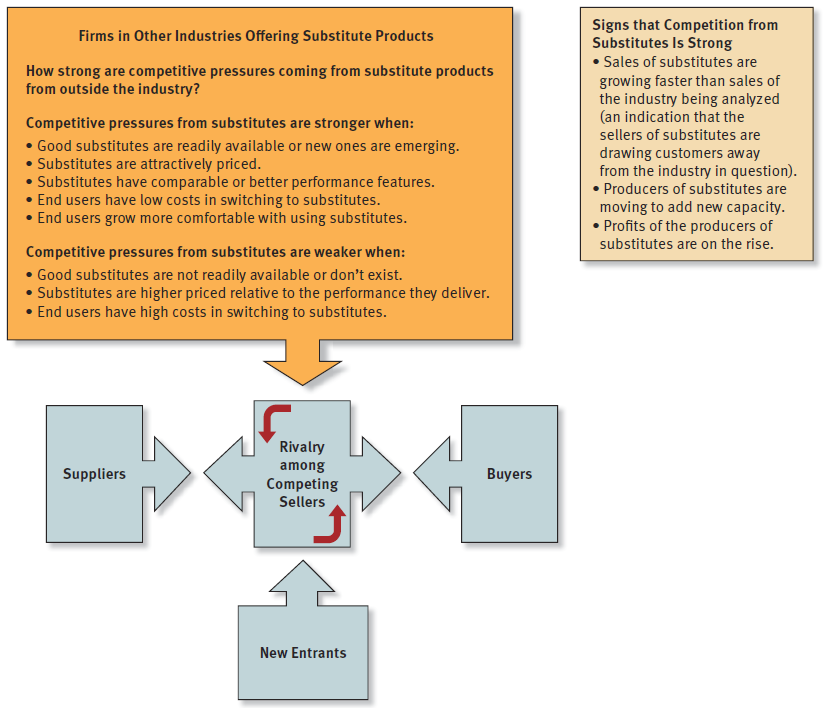 Firms in Other Industries Offering Substitute Products
How strong are competitive pressures coming from substitute products
from outside the industry?
Competitive pressures from substitutes are stronger when:
• Good substitutes are readily available or new ones are emerging.
• Substitutes are attractively priced.
• Substitutes have comparable or better performance features.
• End users have low costs in switching to substitutes.
• End users grow more comfortable with using substitutes.
Competitive pressures from substitutes are weaker when:
• Good substitutes are not readily available or don’t exist.
• Substitutes are higher priced relative to the performance they deliver.
• End users have high costs in switching to substitutes.
Signs that Competition from
Substitutes Is Strong
• Sales of substitutes are
growing faster than sales of
the industry being analyzed
(an indication that the
sellers of substitutes are
drawing customers away
from the industry in question).
• Producers of substitutes are
moving to add new capacity.
• Profits of the producers of
substitutes are on the rise.
Suppliers
Rivalry
among
Competing
Sellers
Buyers
New Entrants